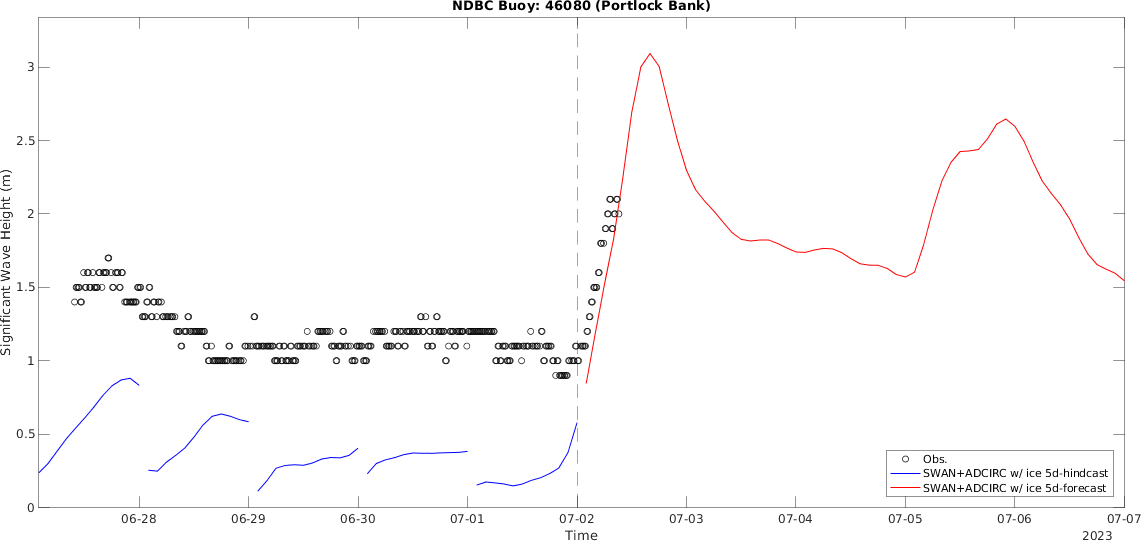 NDBC Buoy: 46080 (Portlock Bank)
3
2.5
2
1.5
1
0.5
0
Significant Wave Height (m)
Obs.
SWAN+ADCIRC w/ ice 5d-hindcast
SWAN+ADCIRC w/ ice 5d-forecast
06-28 06-29 06-30 07-01 07-02 07-03 07-04 07-05 07-06 07-07
Time
2023